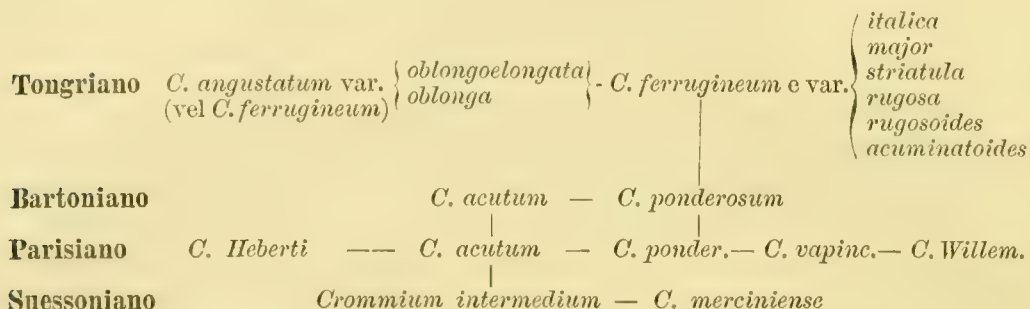 italica
major
Tongriano C. angustatum var. { oblongoelongata } - C. ferrugineum e var. striatula
(vel C. ferrugineum) oblonga rugosa
rugosoides
acuminatoides
Bartoniano C. acutum — C. ponderosum
Parisiano C. Heberti —— C. acutum — C. ponder. — C. vapinc. — C. Willem.
Suessoniano Crommium intermedium — C. merciniense